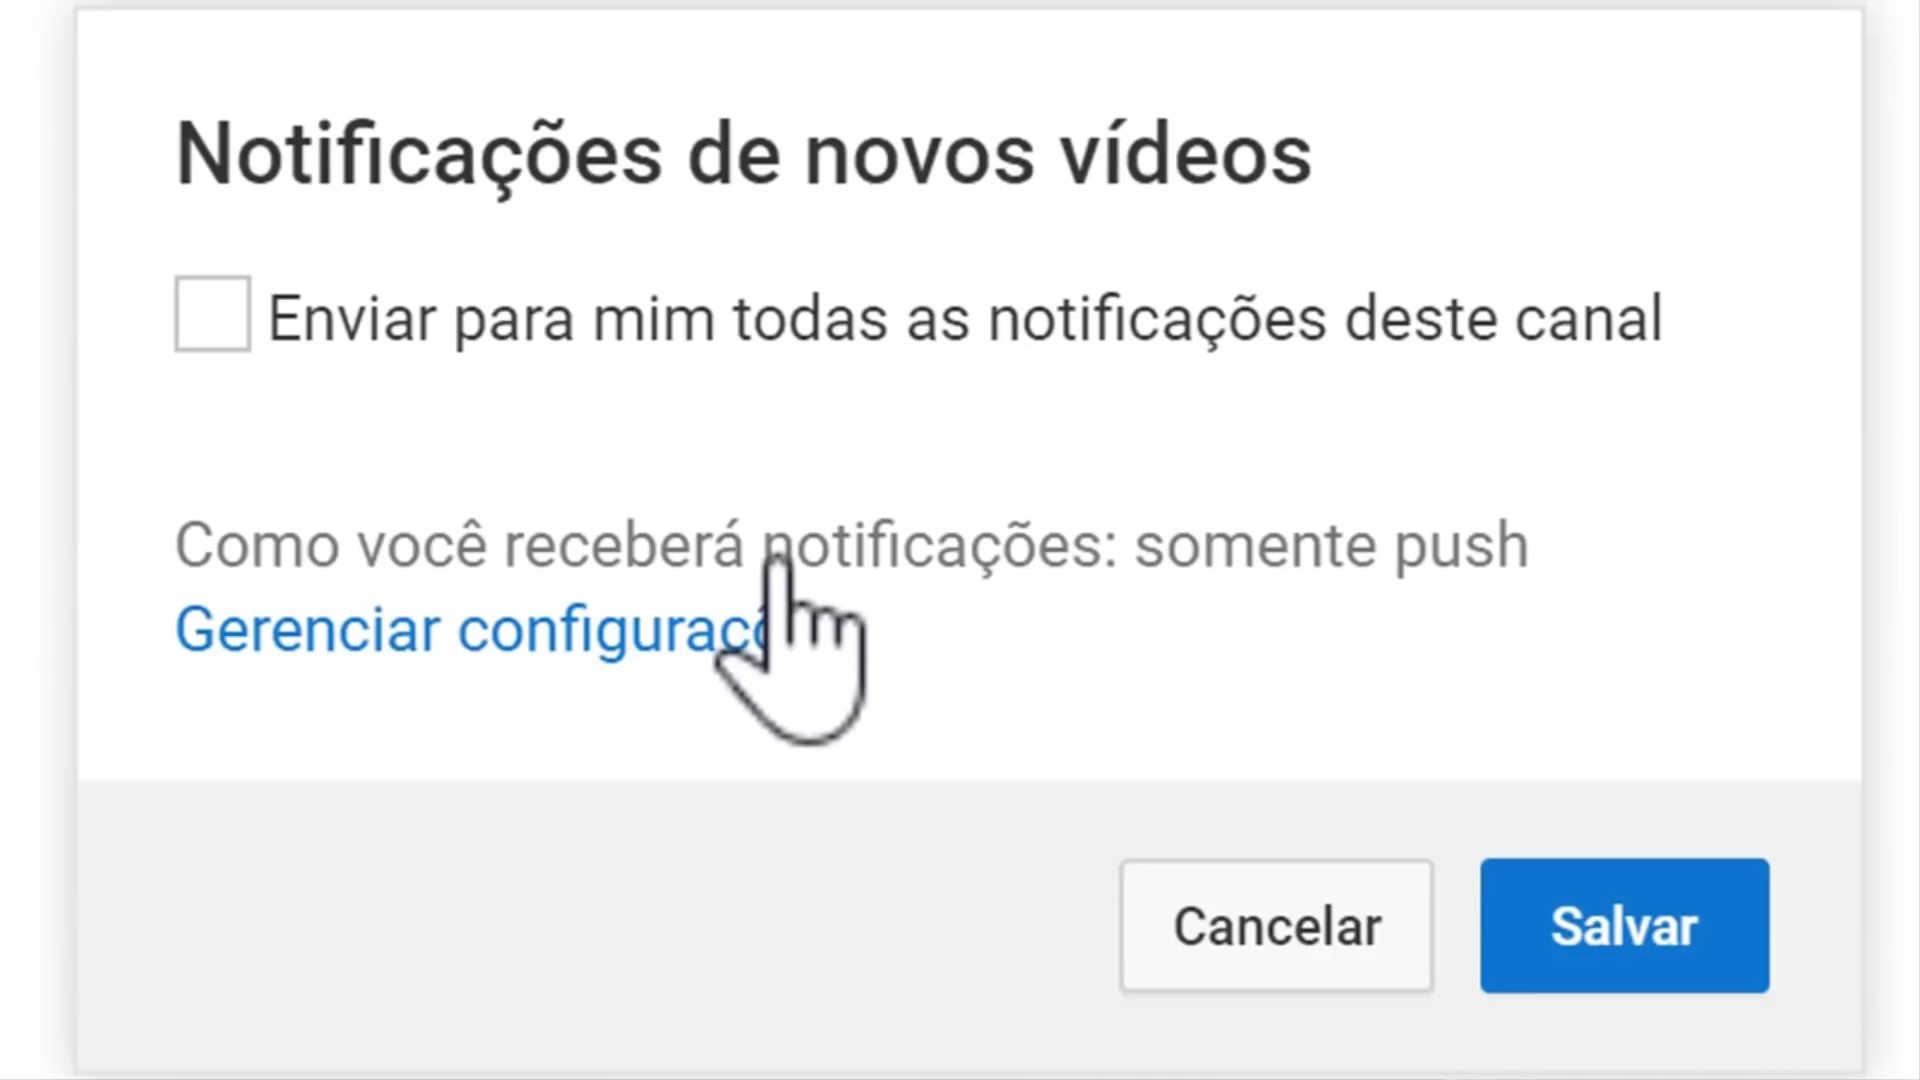 Notificações de novos vídeos
Enviar para mim todas as notificações deste canal
Como você receberá notificações: somente push
Gerenciar
Cancelar
Salvar